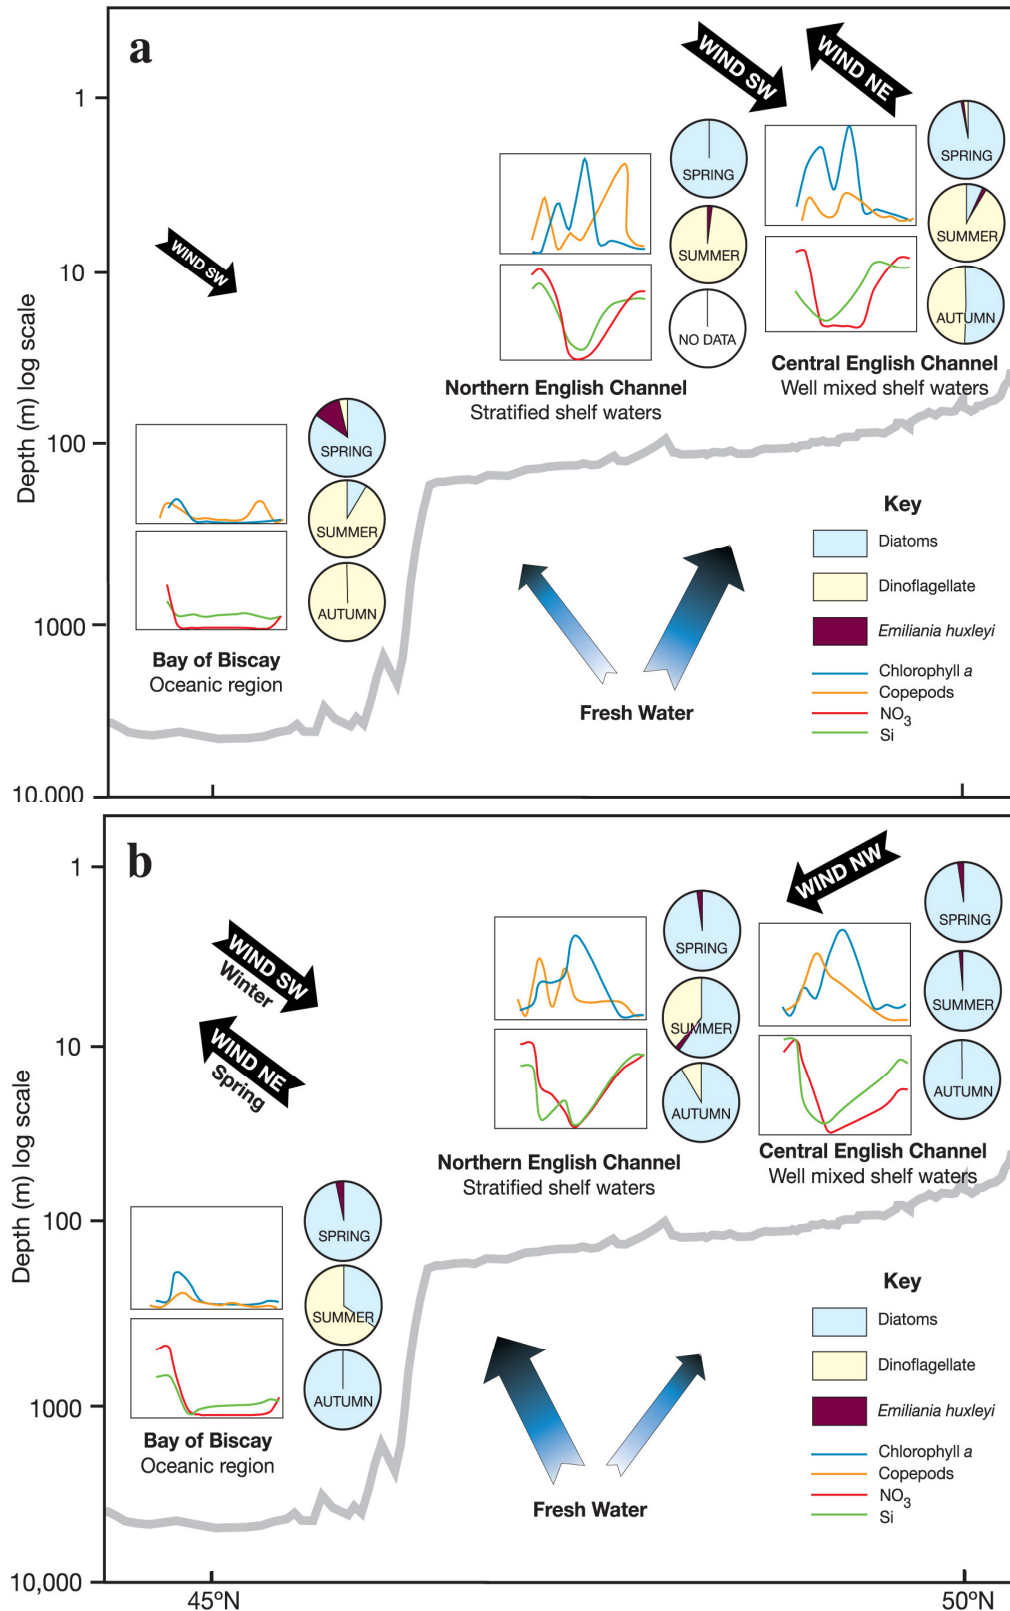 a
WIND SW
WIND NE
1
SPRING
SPRING
SUMMER
SUMMER
WIND SW
10
NO DATA
AUTUMN
Depth (m) log scale
Central English Channel
Well mixed shelf waters
Northern English Channel
Stratified shelf waters
100
SPRING
SUMMER
AUTUMN
1000
Bay of Biscay
Oceanic region
Key
Diatoms
Dinoflagellate
Emiliania huxleyi
Chlorophyll a
Copepods
NO3
Si
Fresh Water
10,000
b
WIND NW
1
SPRING
SPRING
WIND SW
Winter
SUMMER
SUMMER
10
WIND NE
Spring
AUTUMN
AUTUMN
Depth (m) log scale
Central English Channel
Well mixed shelf waters
Northern English Channel
Stratified shelf waters
100
SPRING
SUMMER
AUTUMN
1000
Bay of Biscay
Oceanic region
Key
Diatoms
Dinoflagellate
Emiliania huxleyi
Chlorophyll a
Copepods
NO3
Si
Fresh Water
10,000
45ºN
50ºN